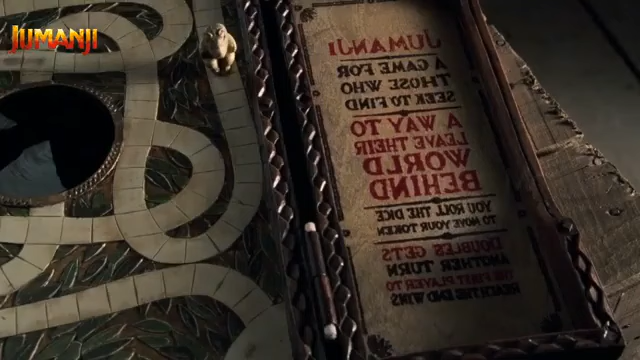 JUMANJI
JUMANJI
A GAME FOR
THOSE WHO
SEEK TO FIND
A WAY TO
LEAVE THEIR
WORLD
BEHIND
YOU ROLL THE DICE
TO MOVE YOUR TOKEN
DOUBLES GETS
ANOTHER TURN
THE FIRST PLAYER TO
REACH THE END WINS